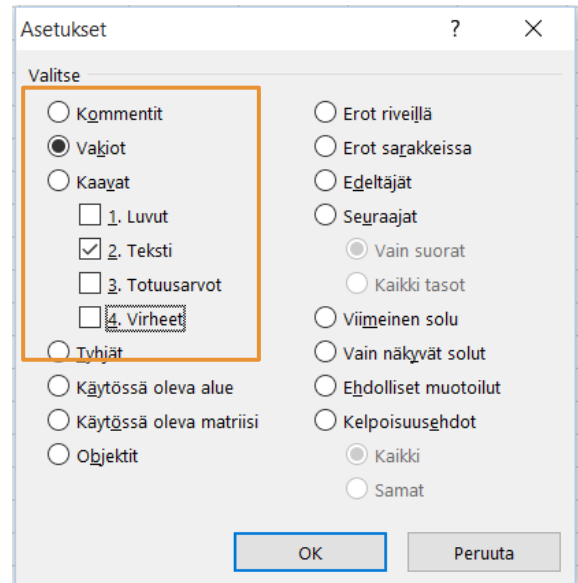 Asetukset ?
Valitse
Kommentit
Vakiot
Kaavat
1. Luvut
2. Teksti
3. Totuusarvot
4. Virheet
Tyhjät
Käytössä oleva alue
Käytössä oleva matriisi
Objektit
Erot riveillä
Erot sarakkeissa
Edeltäjät
Seuraajat
Vain suorat
Kaikki tasot
Viimeinen solu
Vain näkyvät solut
Ehdolliset muotoilut
Kelpoisuusehdot
Kaikki
Samat
OK Peruuta